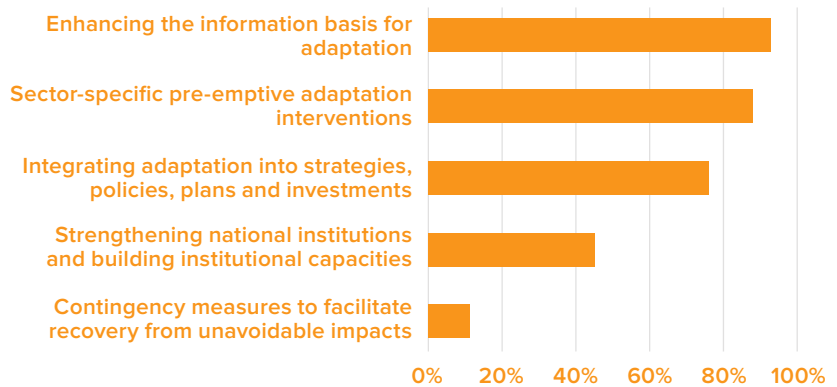 Enhancing the information basis for
adaptation
Sector-specific pre-emptive adaptation
interventions
Integrating adaptation into strategies,
policies, plans and investments
Strengthening national institutions
and building institutional capacities
Contingency measures to facilitate
recovery from unavoidable impacts
0% 20% 40% 60% 80% 100%